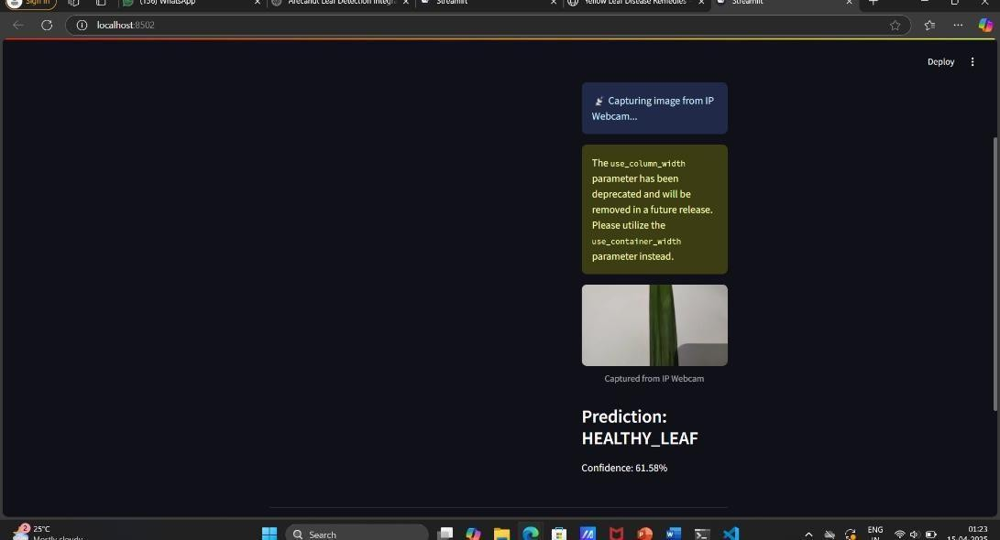 Sign in
(156) WhatsApp
Arecanut Leaf Detection Integra
Streamlit
Yellow Leaf Disease Remedies -
Streamlit
localhost:8502
Deploy
Capturing image from IP
Webcam...
The use_column_width
parameter has been
deprecated and will be
removed in a future release.
Please utilize the
use_container_width
parameter instead.
Captured from IP Webcam
Prediction:
HEALTHY_LEAF
Confidence: 61.58%
2
25°C
Mostly cloudy
Search
ENG
IN
01:23
15-04-2025